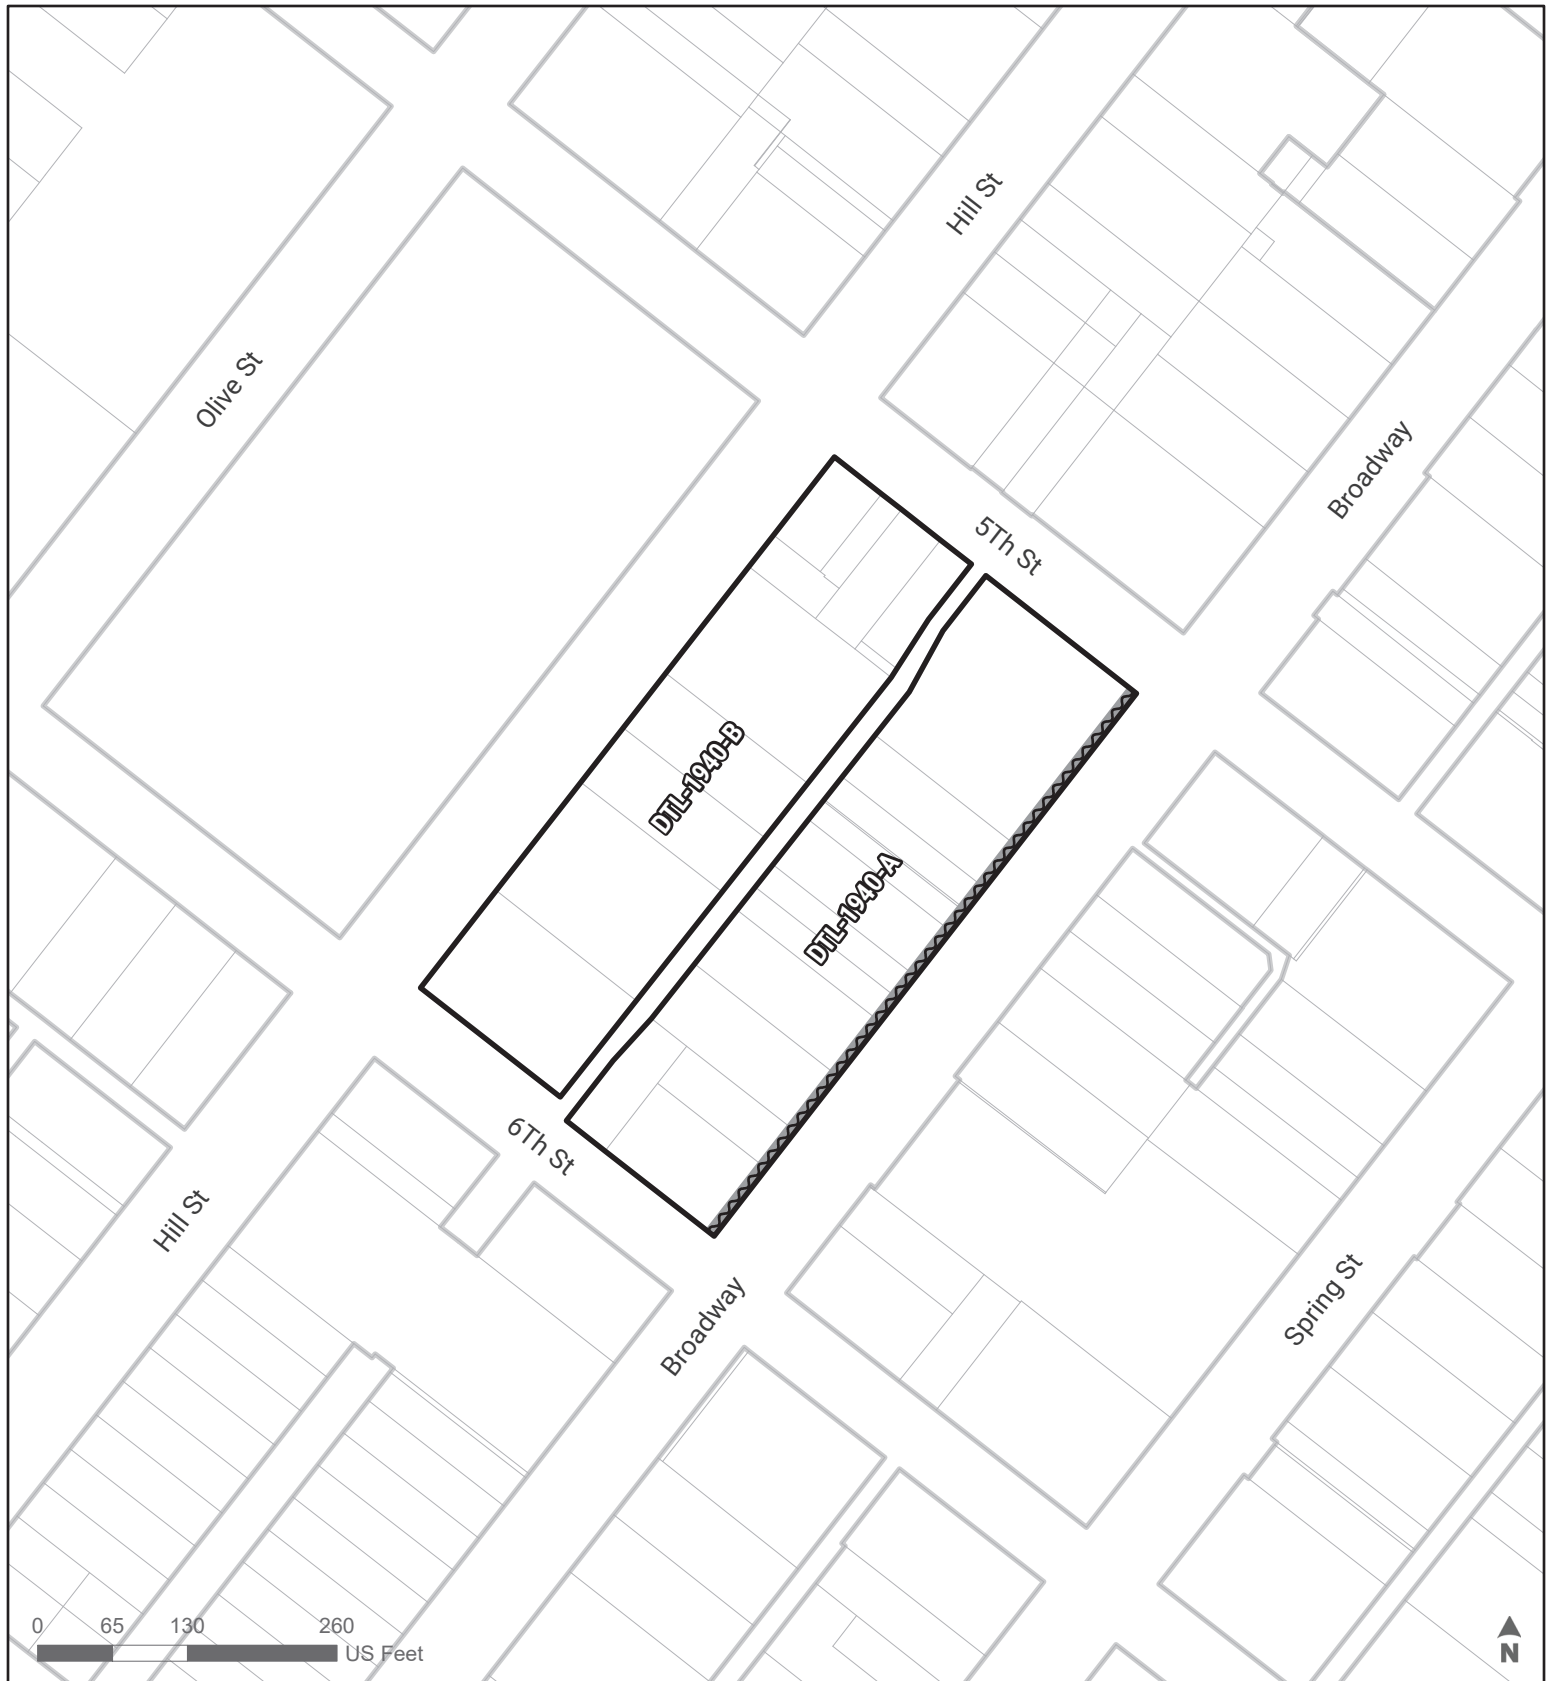 Hill St
Olive St
Broadway
5Th St
DTL-1940-B
DTL-1940-A
6Th St
Hill St
Spring St
Broadway
0 65 130 260
US Feet
N